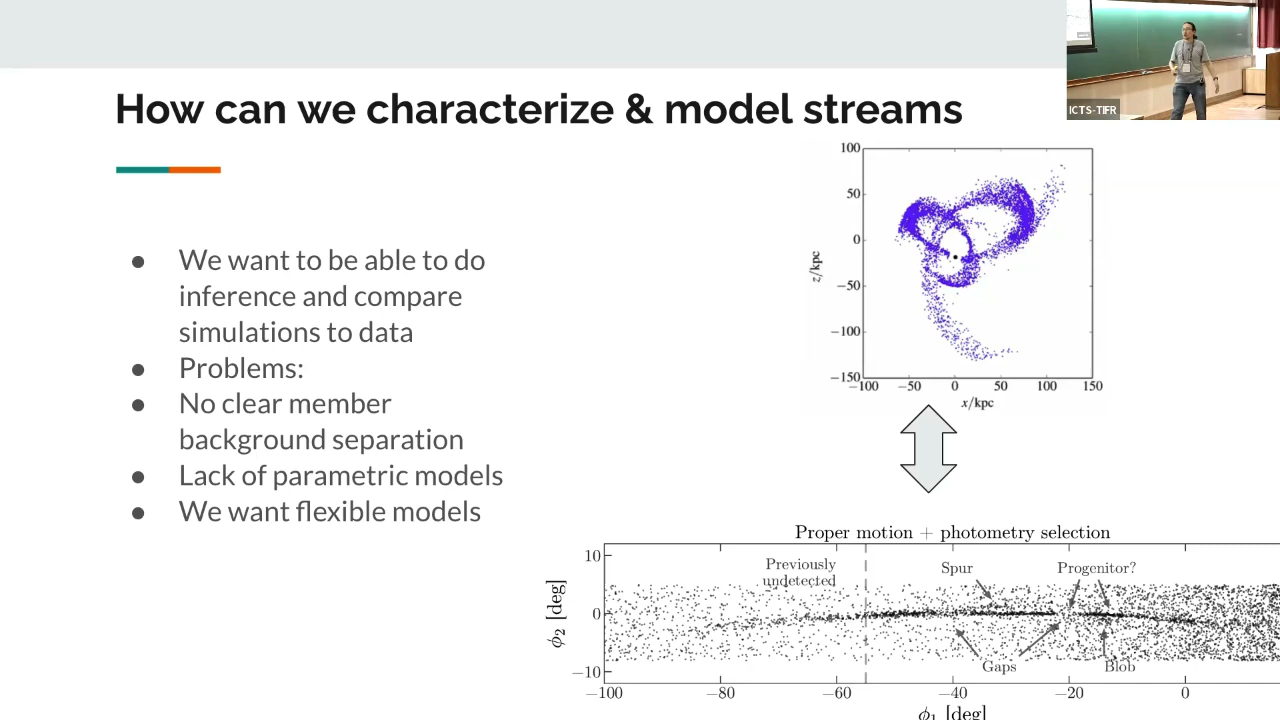 How can we characterize & model streams
ICTS-TIFR
● We want to be able to do
inference and compare
simulations to data
● Problems:
● No clear member
background separation
● Lack of parametric models
● We want flexible models
100
50
0
−50
−100
−150
z/kpc
−100 −50 0 50 100 150
x/kpc
Proper motion + photometry selection
10
0
−10
ϕ2 [deg]
Previously
undetected
Spur
Progenitor?
Gaps
Blob
−100 −80 −60 −40 −20 0
ϕ1 [deg]